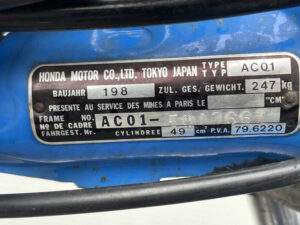 HONDA MOTOR CO., LTD. TOKYO JAPAN TYPE TYP AC01
BAUJAHR 198 ZUL. GES. GEWICHT. 247 kg
PRESENTE AU SERVICE DES MINES A PARIS LE "CM"
FRAME NO. AC01-
Nº DE CADRE
FAHRGEST. Nr. CYLINDREE 49 cm³ P.V.A. 79.6220